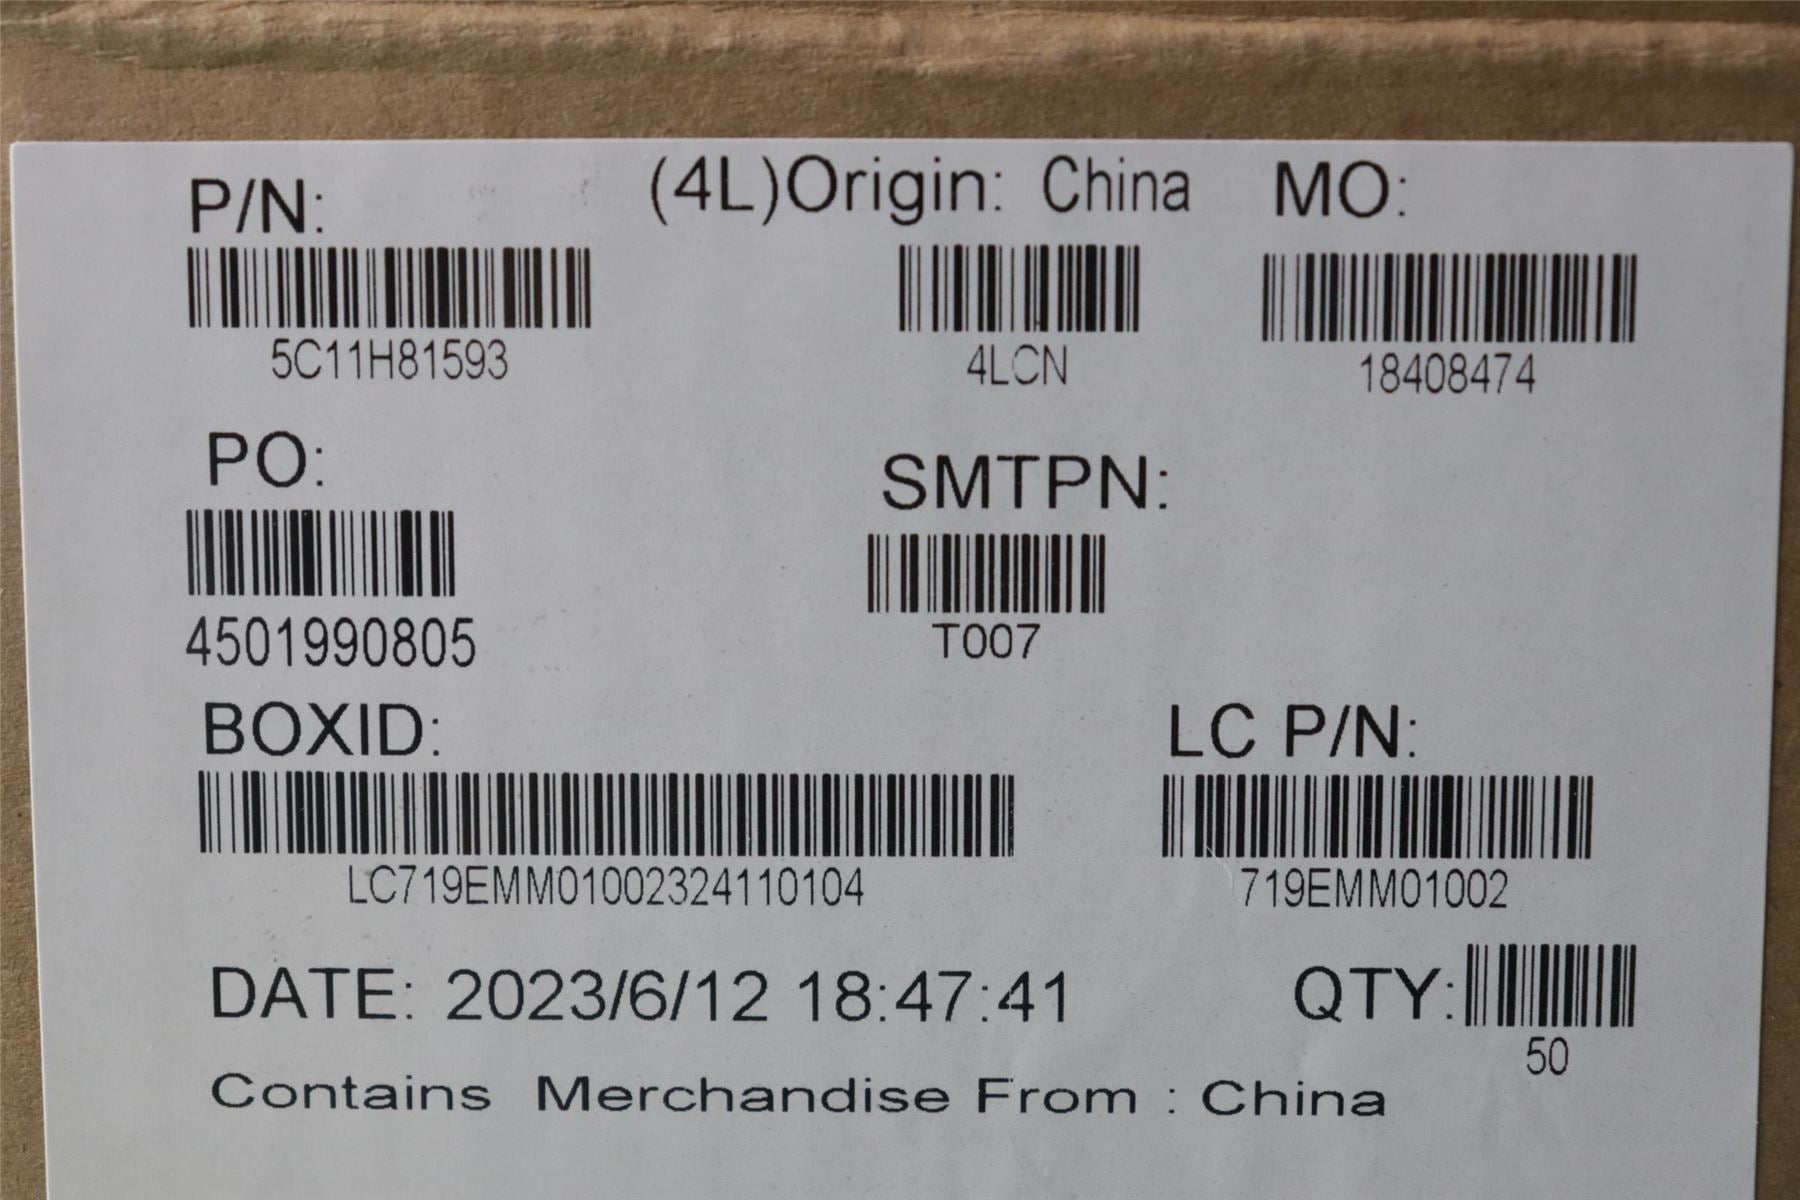 P/N: (4L)Origin: China MO:
5C11H81593 4LCN 18408474
PO: SMTPN:
4501990805 T007
BOXID: LC P/N:
LC719EMM01002324110104 719EMM01002
DATE: 2023/6/12 18:47:41 QTY:
50
Contains Merchandise From : China